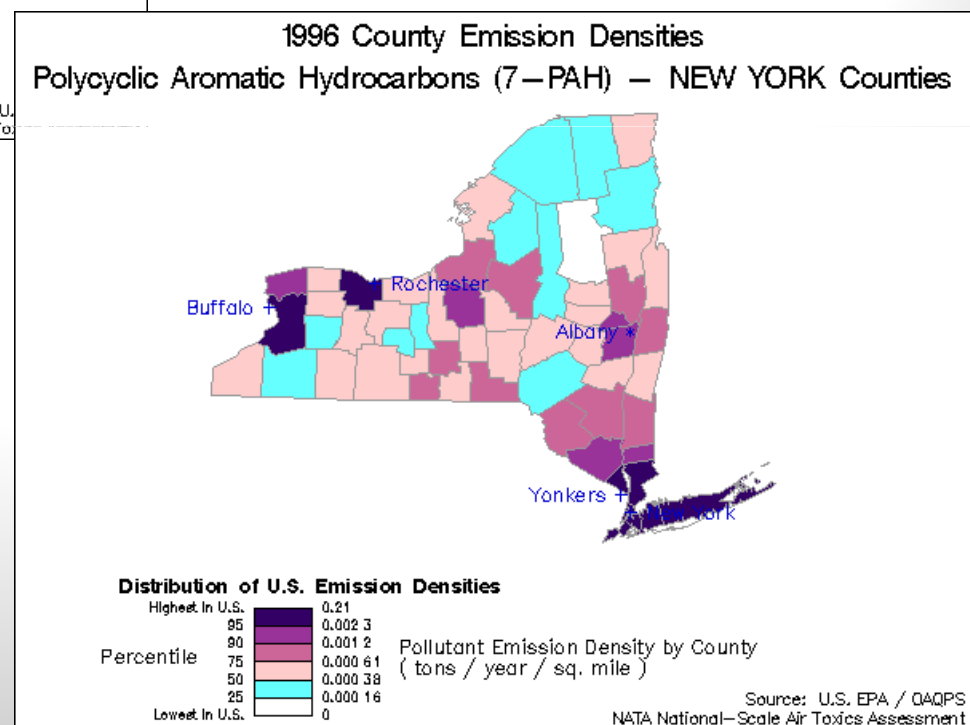 U.
1996 County Emission Densities
Polycyclic Aromatic Hydrocarbons (7-PAH) - NEW YORK Counties
Rochester
Buffalo
Albany
Yonkers
New York
Distribution of U.S. Emission Densities
Highest In U.S. 0.21
95 0.002 3
90 0.001 2
75 0.000 61
50 0.000 38
25 0.000 16
Lowest In U.S. 0
Percentile
Pollutant Emission Density by County
( tons / year / sq. mile )
Source: U.S. EPA / OAQPS
NATA National-Scale Air Toxics Assessment